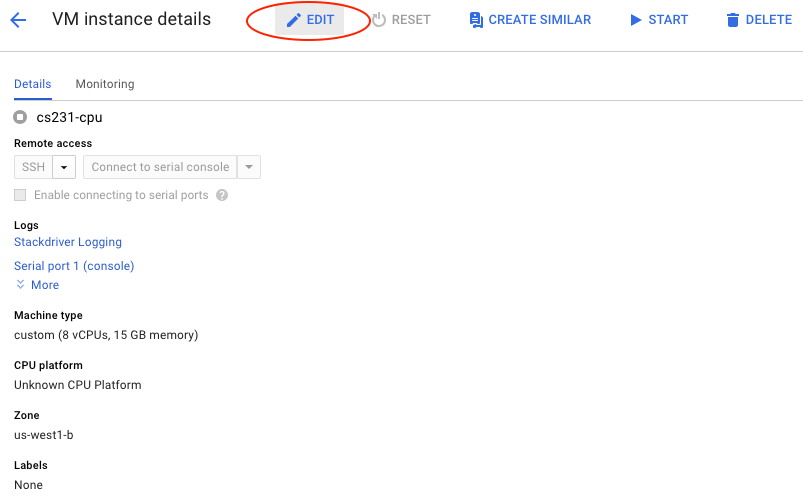 VM instance details EDIT RESET CREATE SIMILAR START DELETE
Details Monitoring
cs231-cpu
Remote access
SSH Connect to serial console
Enable connecting to serial ports ?
Logs
Stackdriver Logging
Serial port 1 (console)
More
Machine type
custom (8 vCPUs, 15 GB memory)
CPU platform
Unknown CPU Platform
Zone
us-west1-b
Labels
None